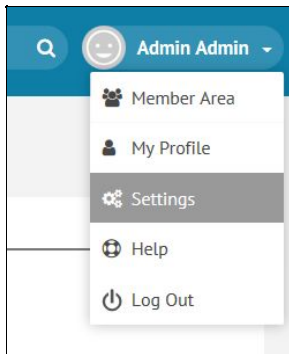 Admin Admin
Member Area
My Profile
Settings
Help
Log Out